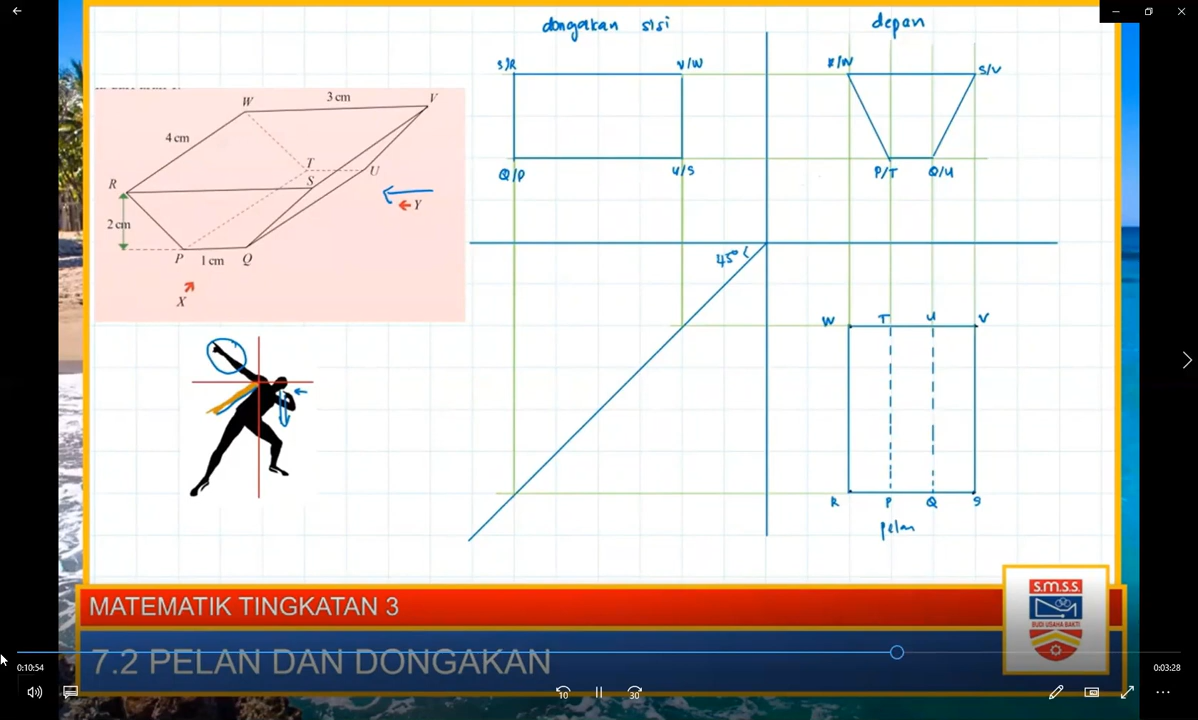 dongakan sisi
depan
S/R
V/W
R/W
S/V
Q/P
U/S
P/T
Q/U
W
3 cm
V
4 cm
T
U
R
S
2 cm
Y
P
1 cm
Q
X
45°
W
T
U
V
R
P
Q
S
pelan
MATEMATIK TINGKATAN 3
7.2 PELAN DAN DONGAKAN
S.M.S.S.
BUDI USAHA BAKTI
0:10:54
0:03:28
10
30